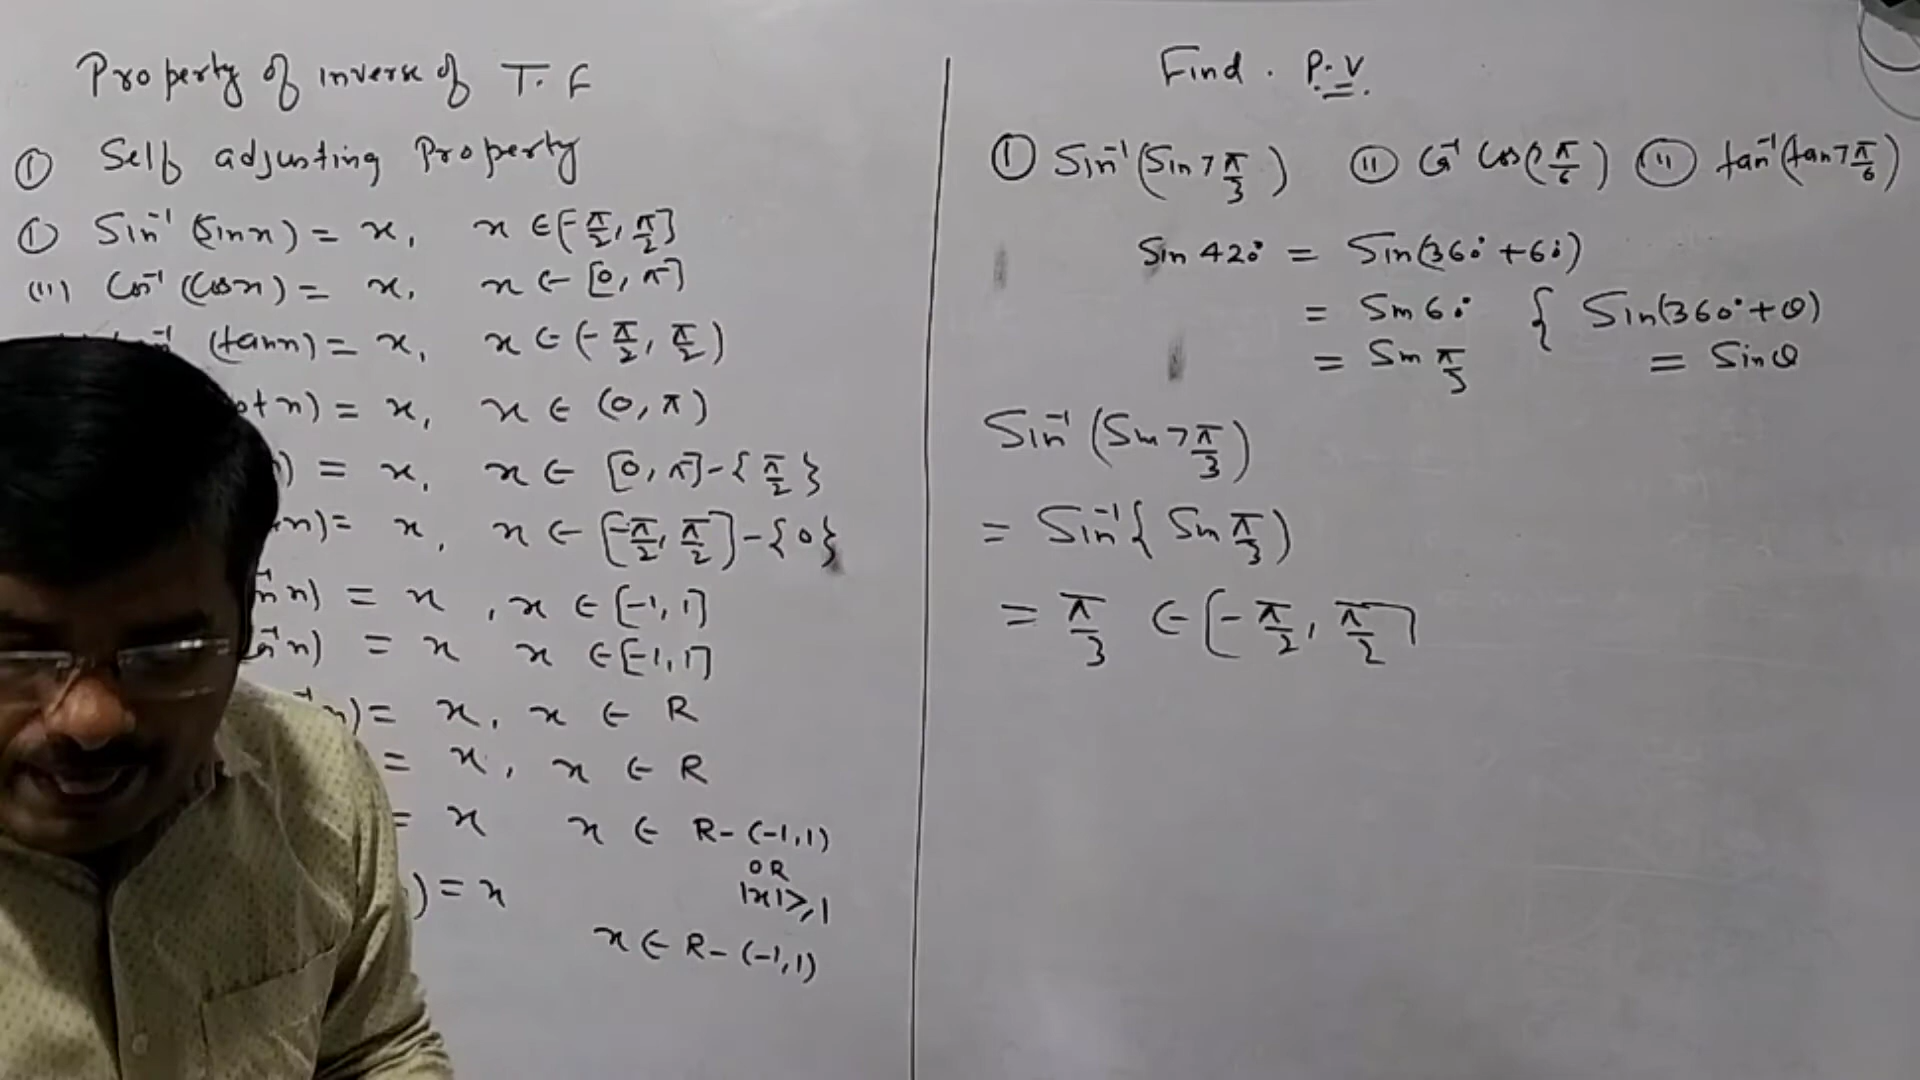 Property of inverse of T.F
① Self adjusting Property
① Sin⁻¹(Sinx) = x, x ∈ [-π/2, π/2]
(ii) Cos⁻¹(Cosx) = x, x ∈ [0, π]
(tanx) = x, x ∈ (-π/2, π/2)
otx) = x, x ∈ (0, π)
) = x, x ∈ [0, π] - {π/2}
x) = x, x ∈ [-π/2, π/2] - {0}
x) = x, x ∈ [-1, 1]
x) = x x ∈ [-1, 1]
x) = x, x ∈ R
= x, x ∈ R
= x x ∈ R - (-1, 1)
OR
|x| ≥ 1
) = x
x ∈ R - (-1, 1)
Find. P.V.
① Sin⁻¹(Sin 7π/3) (ii) Cos⁻¹ Cos(7π/6) (ii) tan⁻¹(tan 7π/6)
Sin 420° = Sin(360° + 60°)
= Sin 60° { Sin(360° + θ)
= Sin π/3 = Sin θ
Sin⁻¹(Sin 7π/3)
= Sin⁻¹{Sin π/3)
= π/3 ∈ [-π/2, π/2]